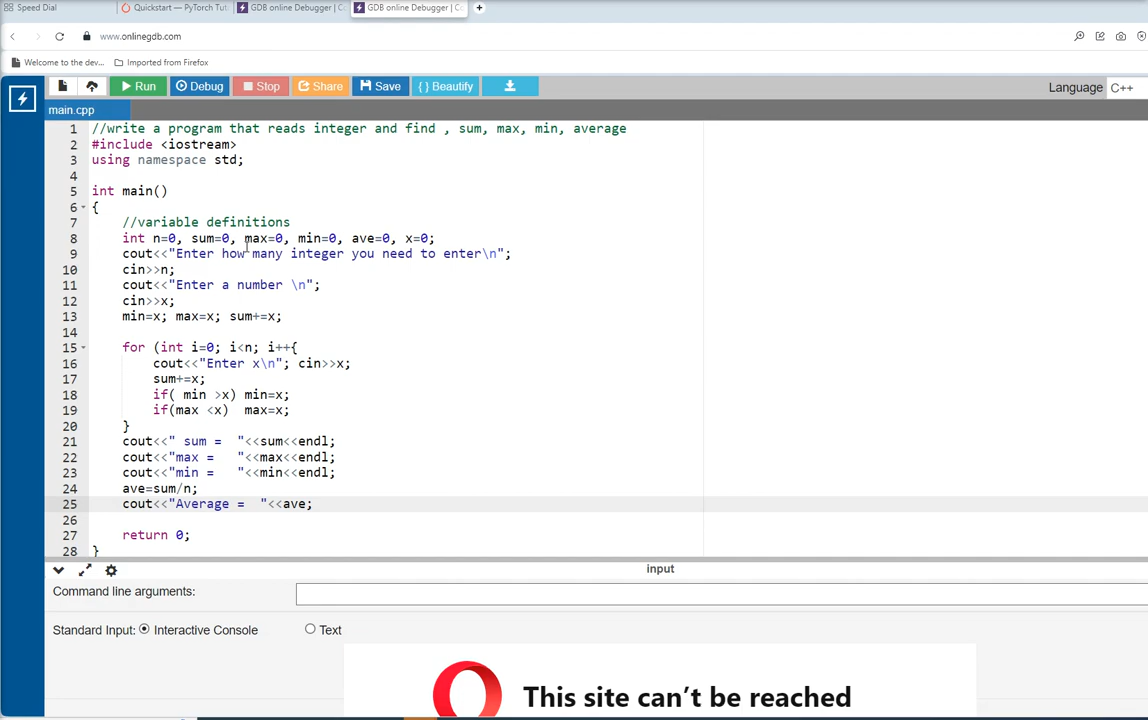 Speed Dial Quickstart — PyTorch Tut GDB online Debugger | C GDB online Debugger | C +
www.onlinegdb.com
Welcome to the dev... Imported from Firefox
Run Debug Stop Share Save { } Beautify Language C++
main.cpp
1 //write a program that reads integer and find , sum, max, min, average
2 #include <iostream>
3 using namespace std;
4
5 int main()
6 {
7 //variable definitions
8 int n=0, sum=0, max=0, min=0, ave=0, x=0;
9 cout<<"Enter how many integer you need to enter\n";
10 cin>>n;
11 cout<<"Enter a number \n";
12 cin>>x;
13 min=x; max=x; sum+=x;
14
15 for (int i=0; i<n; i++{
16 cout<<"Enter x\n"; cin>>x;
17 sum+=x;
18 if( min >x) min=x;
19 if(max <x) max=x;
20 }
21 cout<<" sum = "<<sum<<endl;
22 cout<<"max = "<<max<<endl;
23 cout<<"min = "<<min<<endl;
24 ave=sum/n;
25 cout<<"Average = "<<ave;
26
27 return 0;
28 }
input
Command line arguments:
Standard Input: Interactive Console Text
This site can't be reached